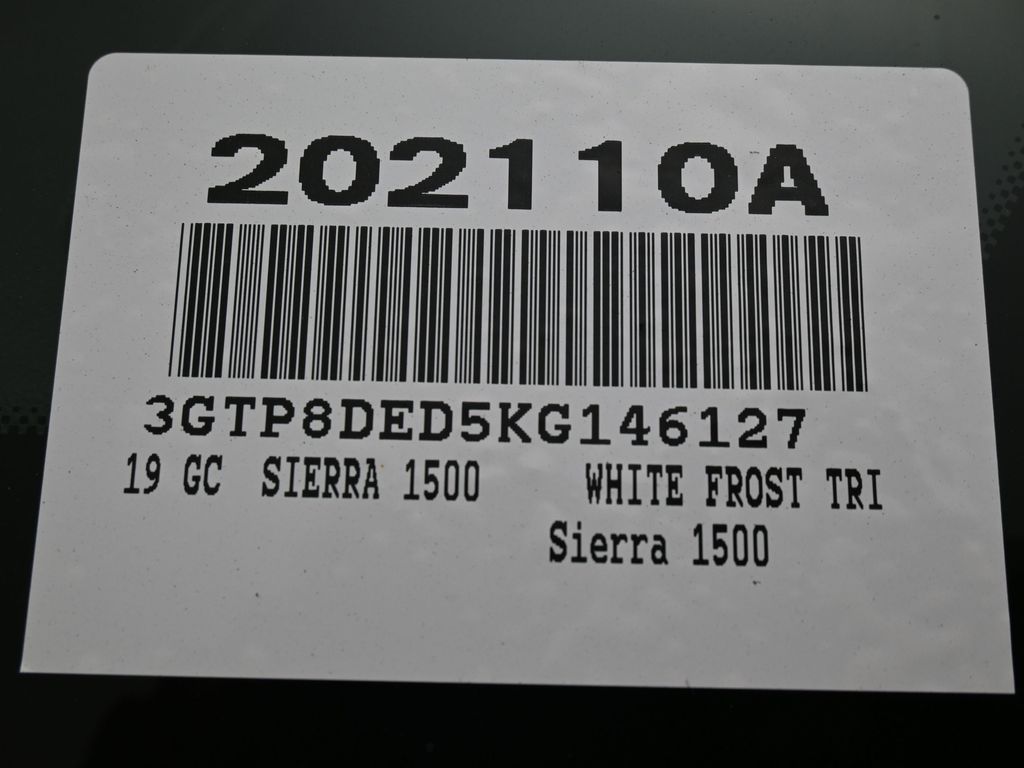 202110A
3GTP8DED5KG146127
19 GC SIERRA 1500 WHITE FROST TRI
Sierra 1500